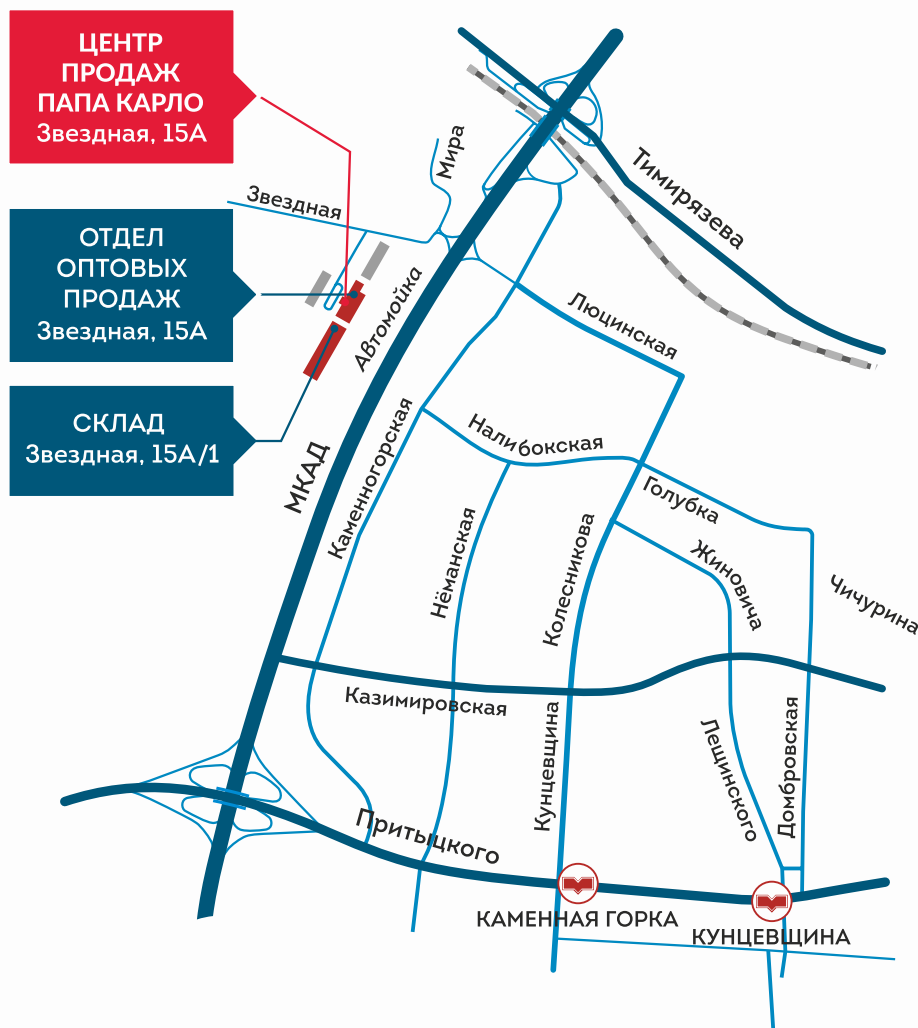 ЦЕНТР
ПРОДАЖ
ПАПА КАРЛО
Звездная, 15А
ОТДЕЛ
ОПТОВЫХ
ПРОДАЖ
Звездная, 15А
СКЛАД
Звездная, 15А/1
Мира
Звездная
Тимирязева
Автомойка
Люцинская
МКАД
Каменногорская
Налибокская
Голубка
Нёманская
Колесникова
Жиновича
Чичурина
Казимировская
Кунцевщина
Лещинского
Домбровская
Притыцкого
КАМЕННАЯ ГОРКА
КУНЦЕВЩИНА